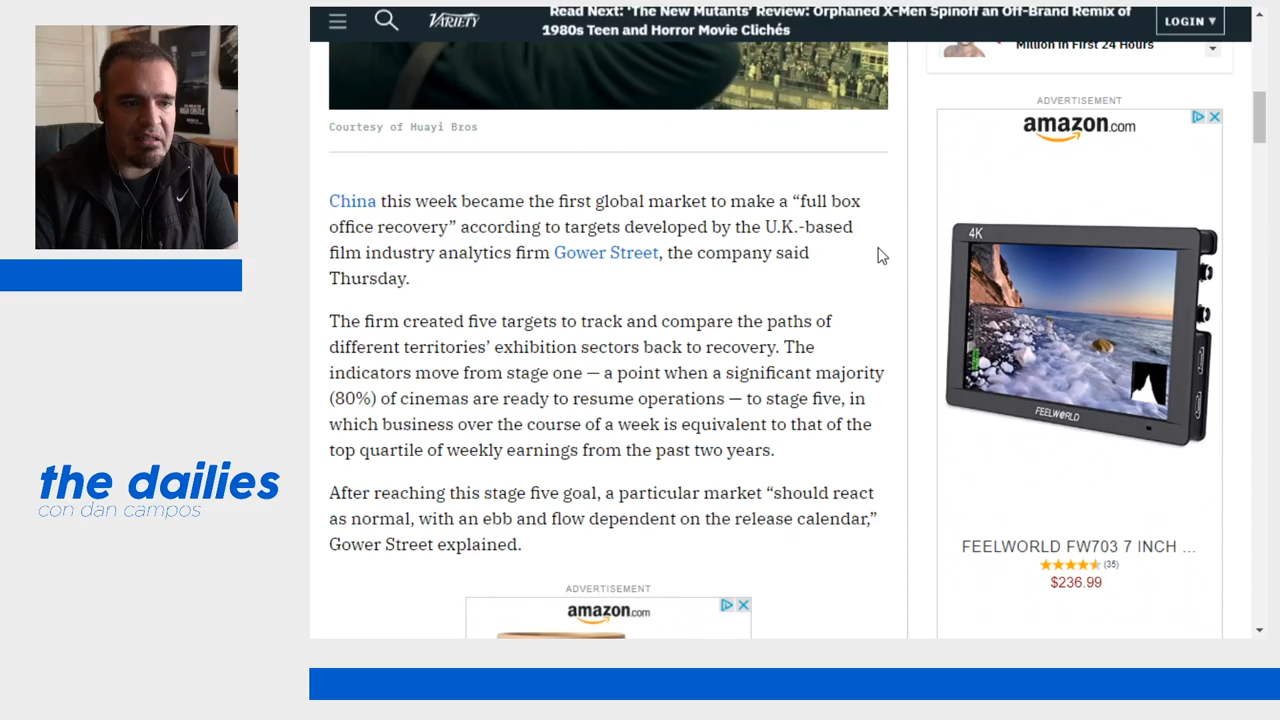 Read Next: 'The New Mutants' Review: Orphaned X-Men Spinoff an Off-Brand Remix of
1980s Teen and Horror Movie Clichés
VARIETY
LOGIN ▾
Million in First 24 Hours
Courtesy of Huayi Bros
China this week became the first global market to make a “full box
office recovery” according to targets developed by the U.K.-based
film industry analytics firm Gower Street, the company said
Thursday.
The firm created five targets to track and compare the paths of
different territories’ exhibition sectors back to recovery. The
indicators move from stage one — a point when a significant majority
(80%) of cinemas are ready to resume operations — to stage five, in
which business over the course of a week is equivalent to that of the
top quartile of weekly earnings from the past two years.
After reaching this stage five goal, a particular market “should react
as normal, with an ebb and flow dependent on the release calendar,”
Gower Street explained.
ADVERTISEMENT
amazon.com
ADVERTISEMENT
amazon.com
4K
FEELWORLD
FEELWORLD FW703 7 INCH ...
(35)
$236.99
HIGH CASTLE
the dailies
con dan campos